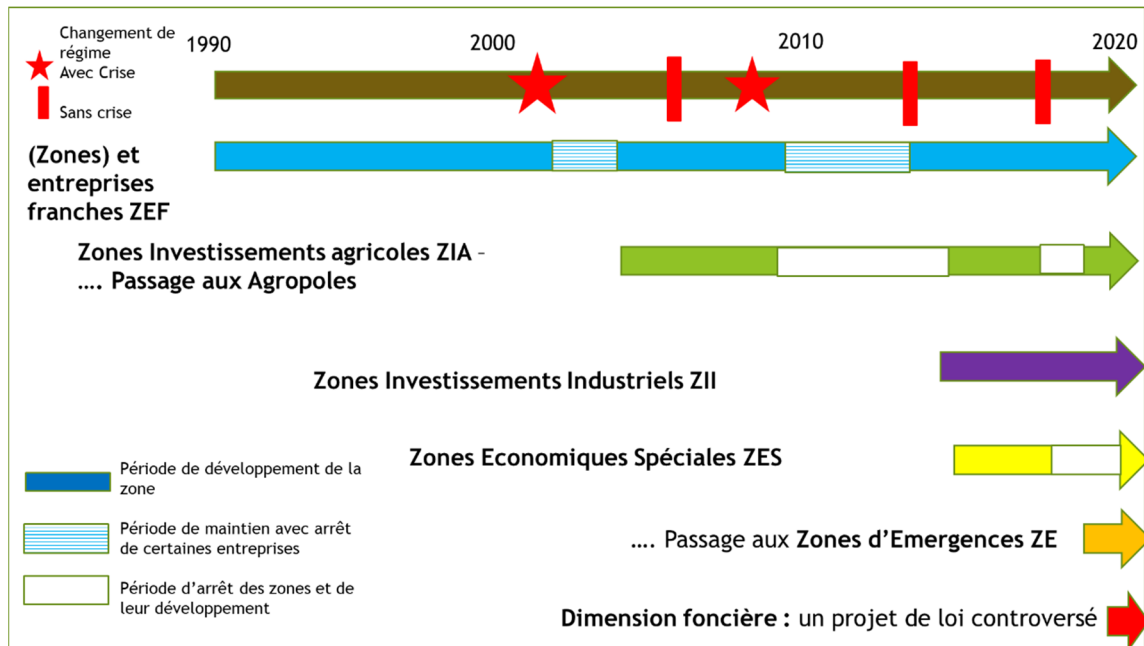 Changement de
régime
Avec Crise
Sans crise
1990
2000
2010
2020
(Zones) et
entreprises
franches ZEF
Zones Investissements agricoles ZIA –
.... Passage aux Agropoles
Zones Investissements Industriels ZII
Zones Economiques Spéciales ZES
.... Passage aux Zones d’Emergences ZE
Dimension foncière : un projet de loi controversé
Période de développement de la
zone
Période de maintien avec arrêt
de certaines entreprises
Période d’arrêt des zones et de
leur développement